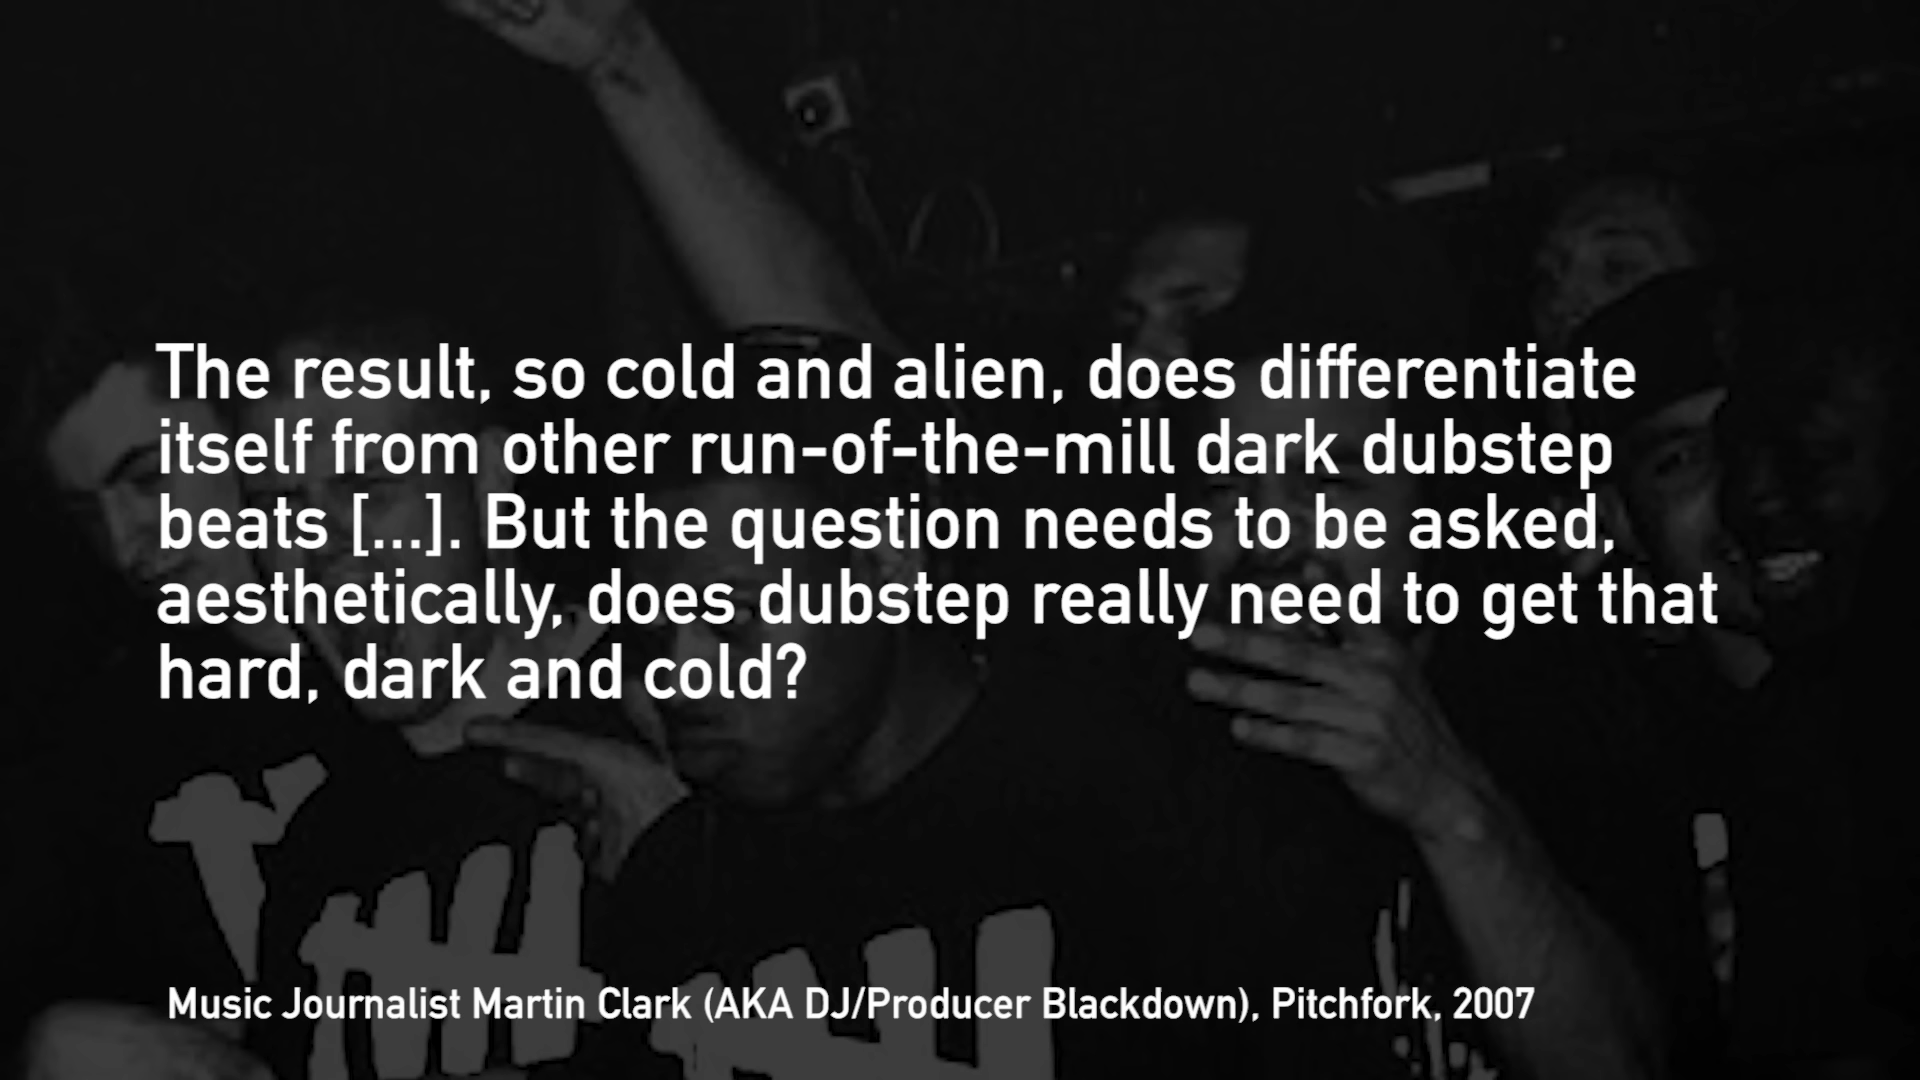 The result, so cold and alien, does differentiate
itself from other run-of-the-mill dark dubstep
beats [...]. But the question needs to be asked,
aesthetically, does dubstep really need to get that
hard, dark and cold?
Music Journalist Martin Clark (AKA DJ/Producer Blackdown), Pitchfork, 2007